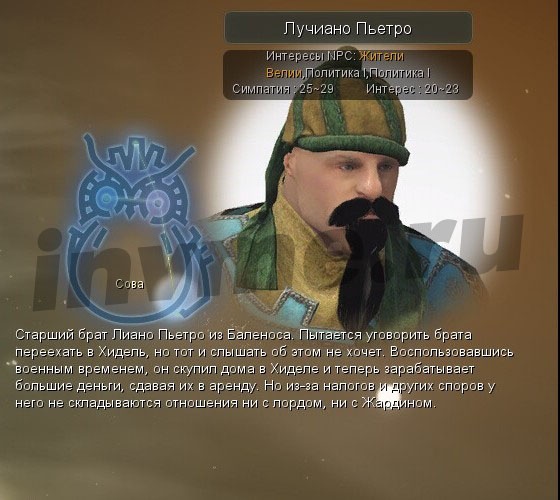 Лучиано Пьетро
Интересы NPC: Жители
Велии,Политика I,Политика I
Симпатия : 25~29 Интерес : 20~23
Сова
invme.ru
Старший брат Лиано Пьетро из Баленоса. Пытается уговорить брата
переехать в Хидель, но тот и слышать об этом не хочет. Воспользовавшись
военным временем, он скупил дома в Хиделе и теперь зарабатывает
большие деньги, сдавая их в аренду. Но из-за налогов и других споров у
него не складываются отношения ни с лордом, ни с Жардином.